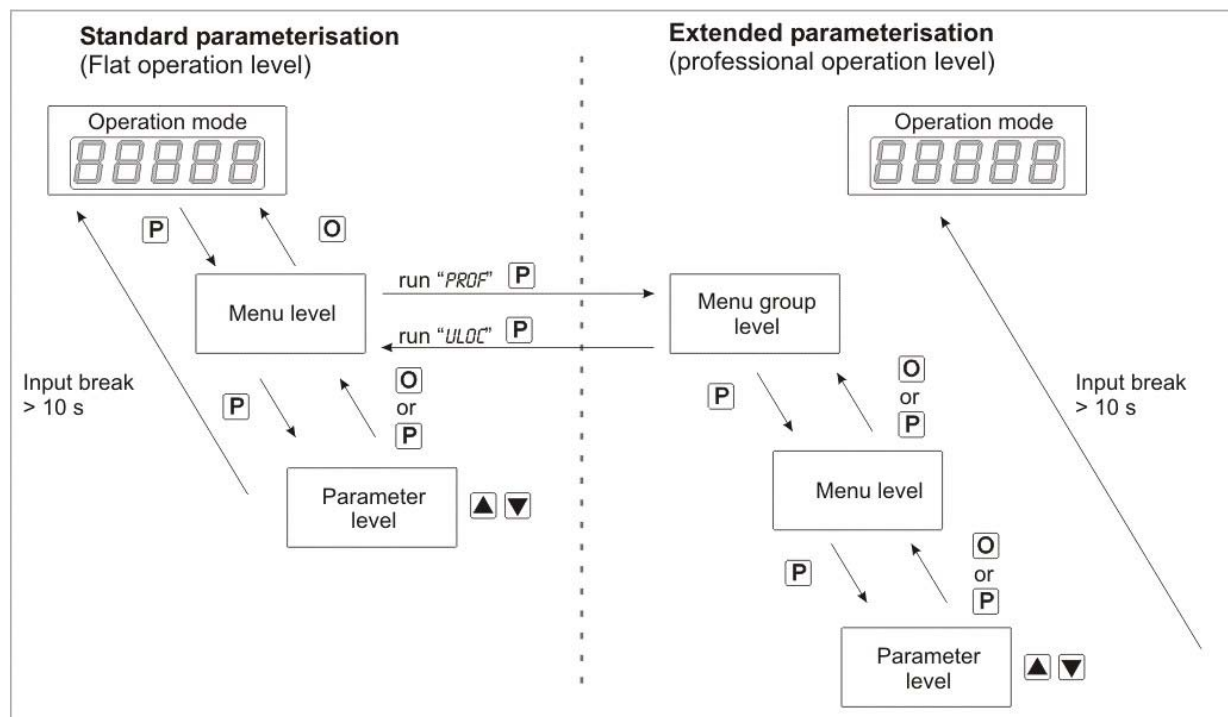 Standard parameterisation
(Flat operation level)
Operation mode
88888
P
O
Menu level
Input break
> 10 s
P
O
or
P
Parameter
level
▲ ▼
run “PROF” P
run “ULOC” P
Extended parameterisation
(professional operation level)
Operation mode
88888
Menu group
level
P
O
or
P
Menu level
Input break
> 10 s
P
O
or
P
Parameter
level
▲ ▼